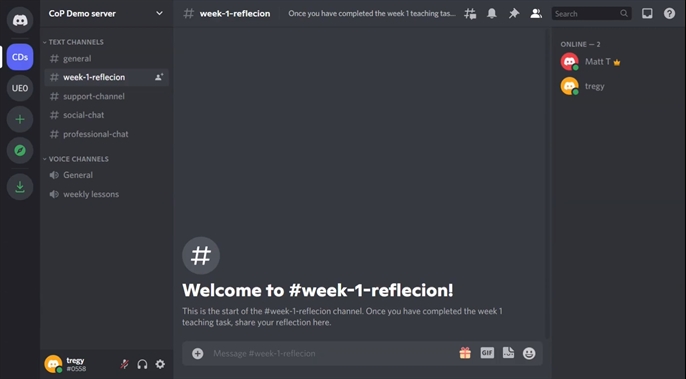 CoP Demo server
# week-1-reflecion
Once you have completed the week 1 teaching tas...
Search
CDs
UE0
TEXT CHANNELS
# general
# week-1-reflecion
# support-channel
# social-chat
# professional-chat
VOICE CHANNELS
General
weekly lessons
ONLINE — 2
Matt T
tregy
#
Welcome to #week-1-reflecion!
This is the start of the #week-1-reflecion channel. Once you have completed the week 1
teaching task, share your reflection here.
Message #week-1-reflecion
GIF
tregy
#0558